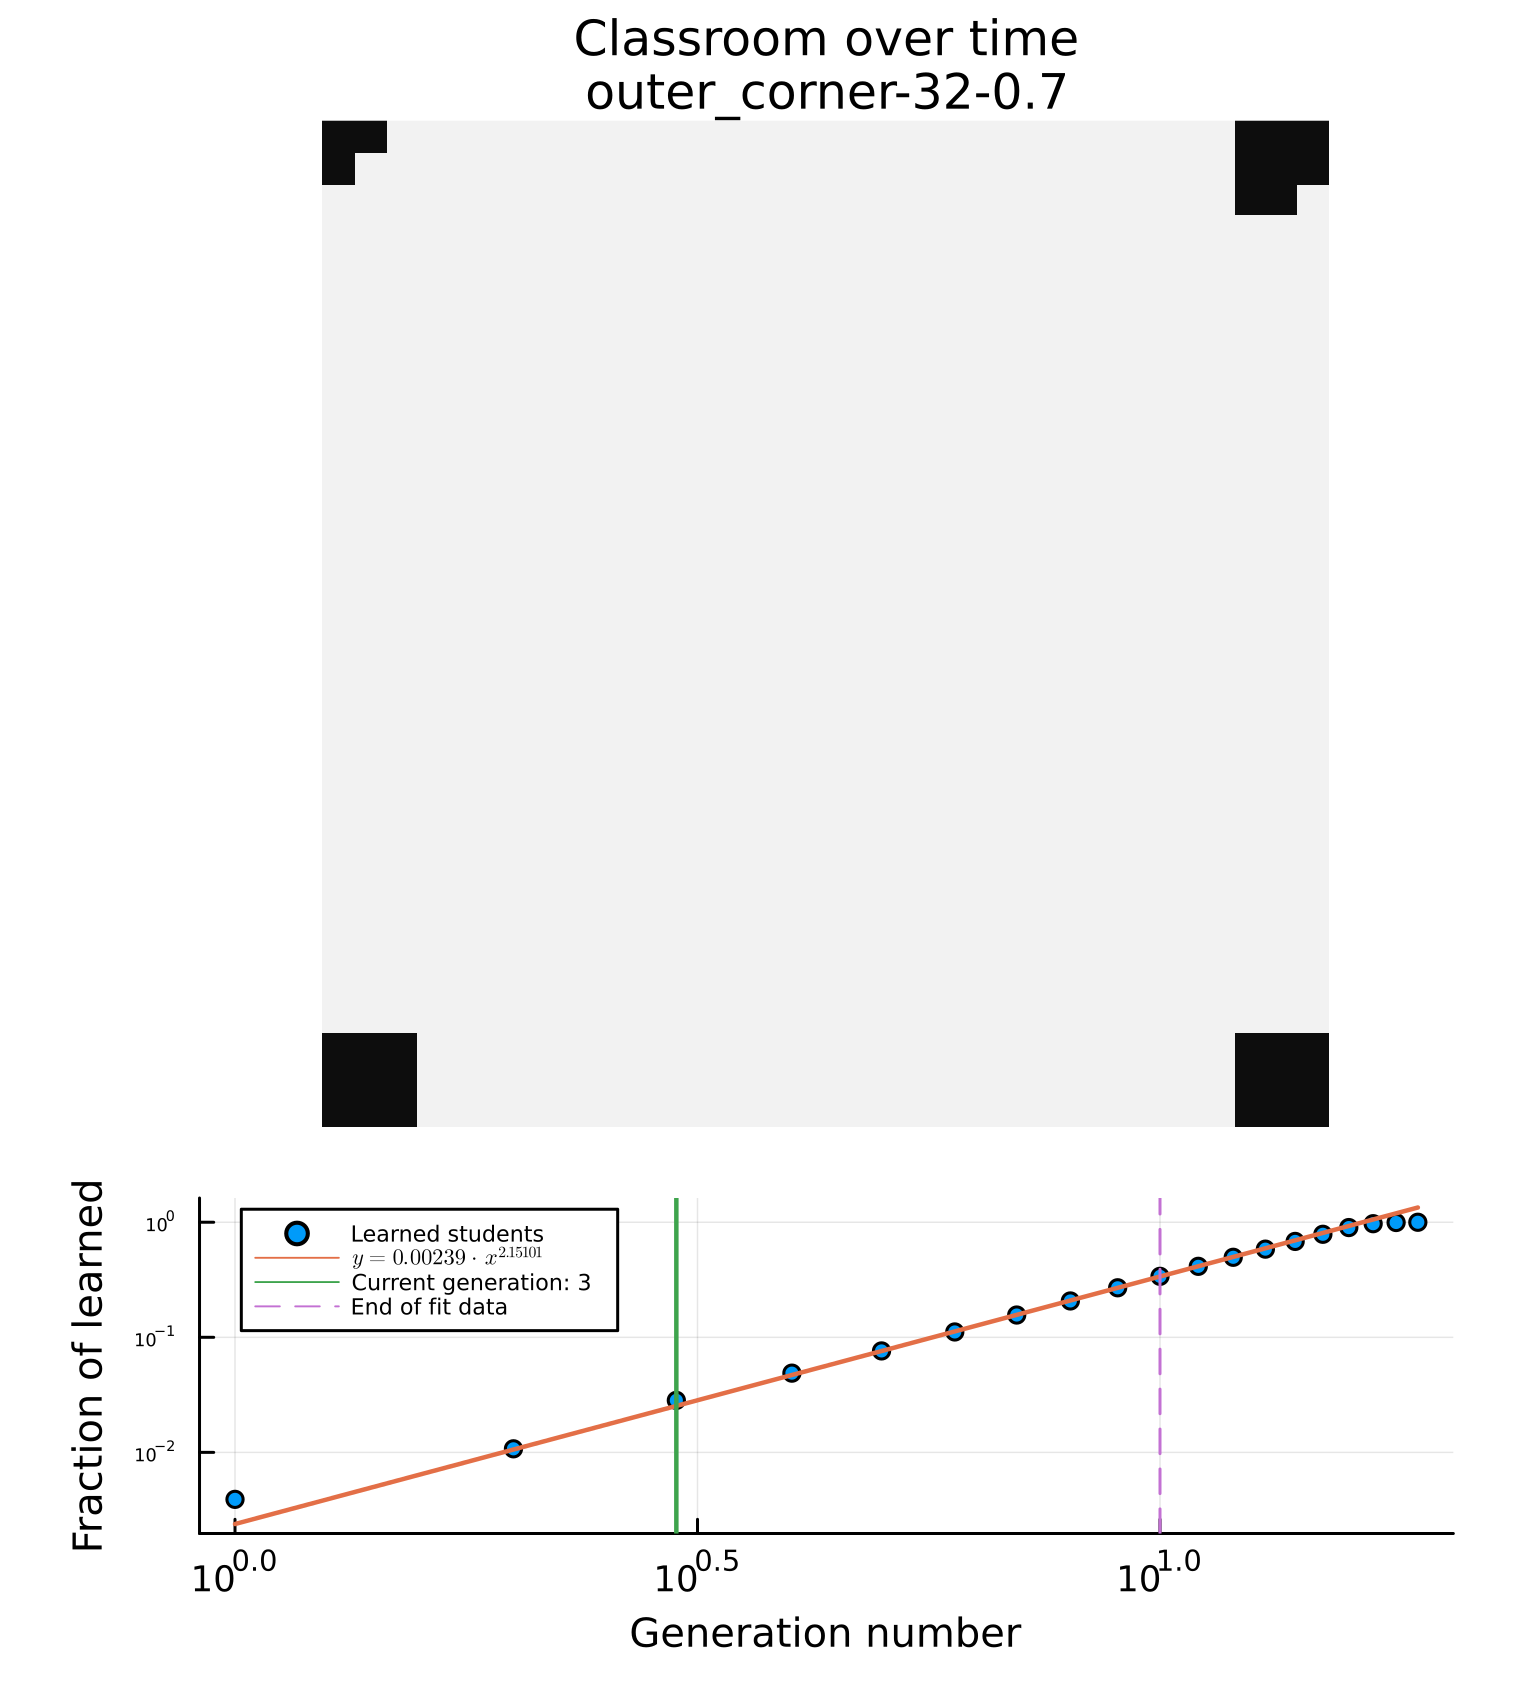 Classroom over time
outer_corner-32-0.7
Fraction of learned
10⁰
10⁻¹
10⁻²
Learned students
y = 0.00239 · x^2.15101
Current generation: 3
End of fit data
10^0.0
10^0.5
10^1.0
Generation number